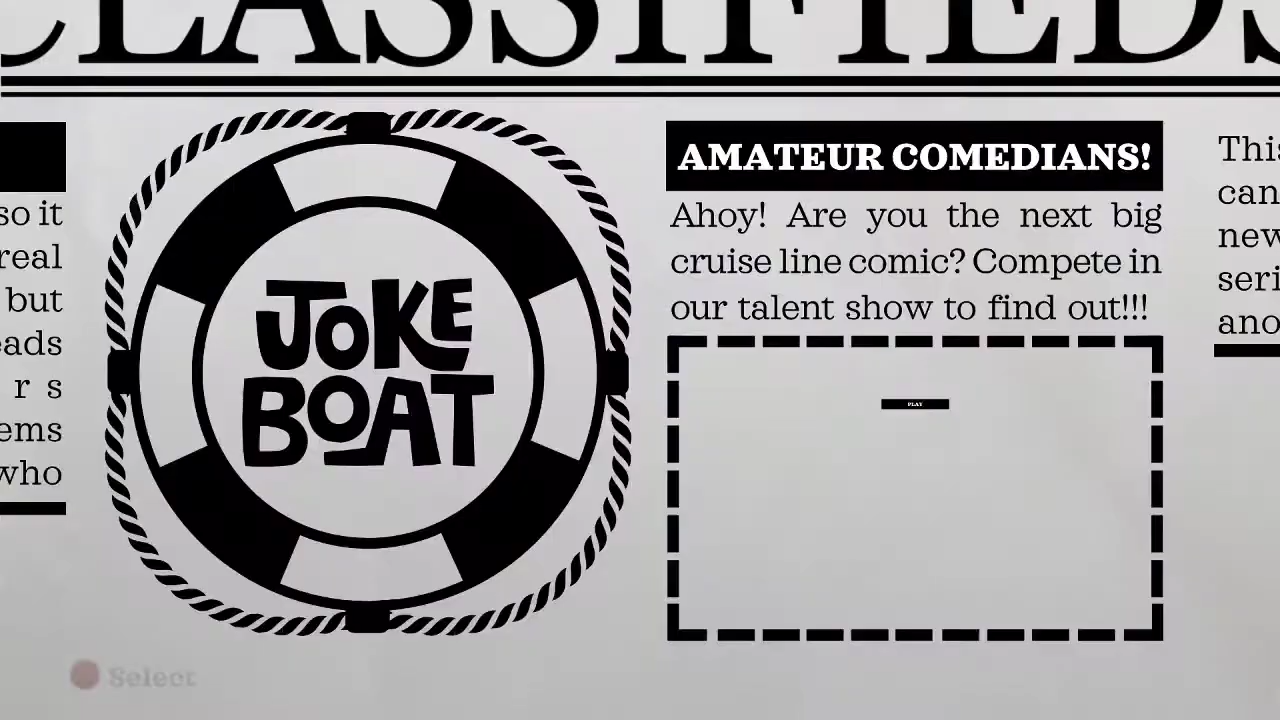 CLASSIFIEDS
so it
real
but
eads
r s
ems
who
JOKE
BOAT
AMATEUR COMEDIANS!
Ahoy! Are you the next big
cruise line comic? Compete in
our talent show to find out!!!
PLAY
This
can
new
seri
ano
Select